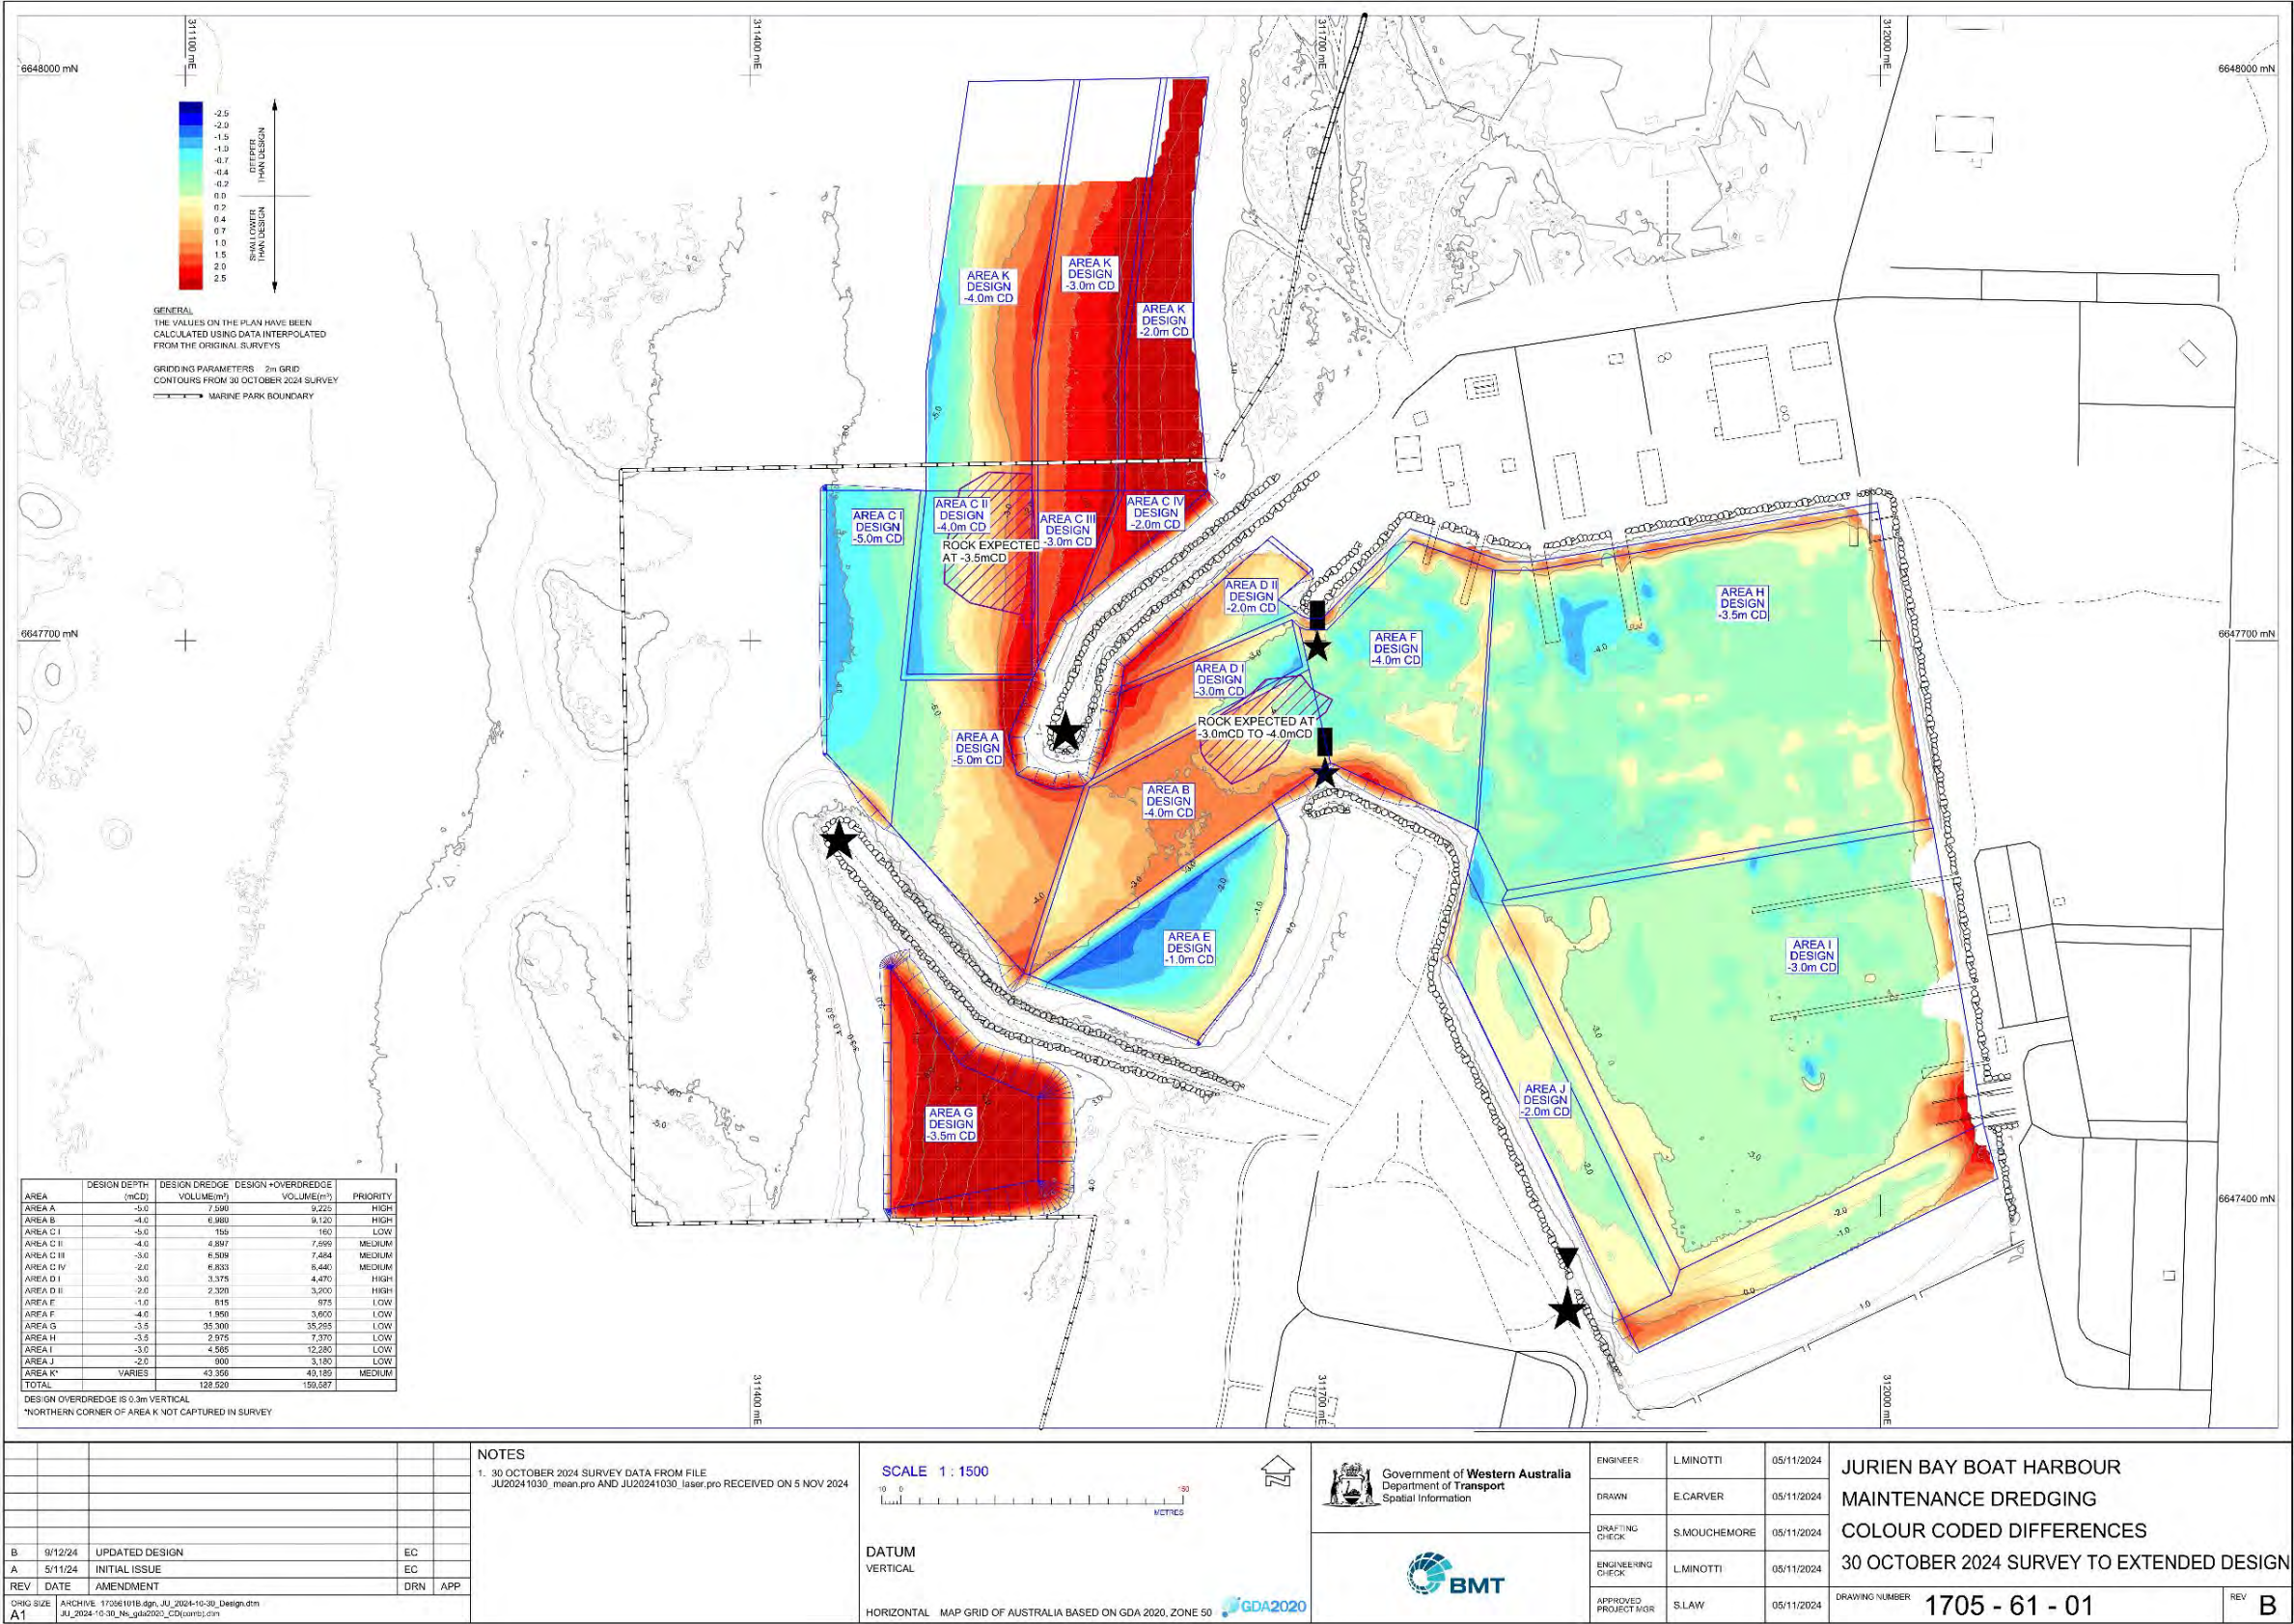 311100 mE
311400 mE
311700 mE
312000 mE
6648000 mN
6648000 mN
-2.5
-2.0
-1.5
-1.0
-0.7
-0.4
-0.2
0.0
0.2
0.4
0.7
1.0
1.5
2.0
2.5
DEEPER
THAN DESIGN
SHALLOWER
THAN DESIGN
GENERAL
THE VALUES ON THE PLAN HAVE BEEN
CALCULATED USING DATA INTERPOLATED
FROM THE ORIGINAL SURVEYS
GRIDDING PARAMETERS 2m GRID
CONTOURS FROM 30 OCTOBER 2024 SURVEY
MARINE PARK BOUNDARY
AREA K
DESIGN
-4.0m CD
AREA K
DESIGN
-3.0m CD
AREA K
DESIGN
-2.0m CD
AREA C I
DESIGN
-5.0m CD
AREA C II
DESIGN
-4.0m CD
AREA C III
DESIGN
-3.0m CD
AREA C IV
DESIGN
-2.0m CD
ROCK EXPECTED
AT -3.5mCD
AREA D II
DESIGN
-2.0m CD
AREA H
DESIGN
-3.5m CD
6647700 mN
6647700 mN
AREA F
DESIGN
-4.0m CD
AREA D I
DESIGN
-3.0m CD
ROCK EXPECTED AT
-3.0mCD TO -4.0mCD
AREA A
DESIGN
-5.0m CD
AREA B
DESIGN
-4.0m CD
AREA E
DESIGN
-1.0m CD
AREA I
DESIGN
-3.0m CD
AREA J
DESIGN
-2.0m CD
AREA G
DESIGN
-3.5m CD
6647400 mN
AREA DESIGN DEPTH (mCD) DESIGN DREDGE VOLUME(m³) DESIGN +OVERDREDGE VOLUME(m³) PRIORITY
AREA A -5.0 7,590 9,225 HIGH
AREA B -4.0 6,980 9,120 HIGH
AREA C I -5.0 155 160 LOW
AREA C II -4.0 4,897 7,599 MEDIUM
AREA C III -3.0 6,509 7,484 MEDIUM
AREA C IV -2.0 6,833 MEDIUM
AREA D I -3.0 3,375 4,470 HIGH
AREA D II -2.0 2,320 3,200 HIGH
AREA E -1.0 815 975 LOW
AREA F -4.0 1,950 3,600 LOW
AREA G -3.5 35,300 35,295 LOW
AREA H -3.5 2,975 7,370 LOW
AREA I -3.0 4,565 12,280 LOW
AREA J -2.0 900 3,180 LOW
AREA K* VARIES 43,356 49,189 MEDIUM
TOTAL 128,520 159,587
DESIGN OVERDREDGE IS 0.3m VERTICAL
*NORTHERN CORNER OF AREA K NOT CAPTURED IN SURVEY
311400 mE
311700 mE
312000 mE
B 9/12/24 UPDATED DESIGN EC
A 5/11/24 INITIAL ISSUE EC
REV DATE AMENDMENT DRN APP
ORIG SIZE
A1
ARCHIVE 17056101B.dgn, JU_2024-10-30_Design.dtm
JU_2024-10-30_Ns_gda2020_CD(comb).dtm
NOTES
1. 30 OCTOBER 2024 SURVEY DATA FROM FILE
JU20241030_mean.pro AND JU20241030_laser.pro RECEIVED ON 5 NOV 2024
SCALE 1 : 1500
10 0 150
METRES
N
DATUM
VERTICAL
HORIZONTAL MAP GRID OF AUSTRALIA BASED ON GDA 2020, ZONE 50
GDA2020
Government of Western Australia
Department of Transport
Spatial Information
BMT
ENGINEER L.MINOTTI 05/11/2024
DRAWN E.CARVER 05/11/2024
DRAFTING CHECK S.MOUCHEMORE 05/11/2024
ENGINEERING CHECK L.MINOTTI 05/11/2024
APPROVED PROJECT MGR S.LAW 05/11/2024
JURIEN BAY BOAT HARBOUR
MAINTENANCE DREDGING
COLOUR CODED DIFFERENCES
30 OCTOBER 2024 SURVEY TO EXTENDED DESIGN
DRAWING NUMBER 1705 - 61 - 01
REV B